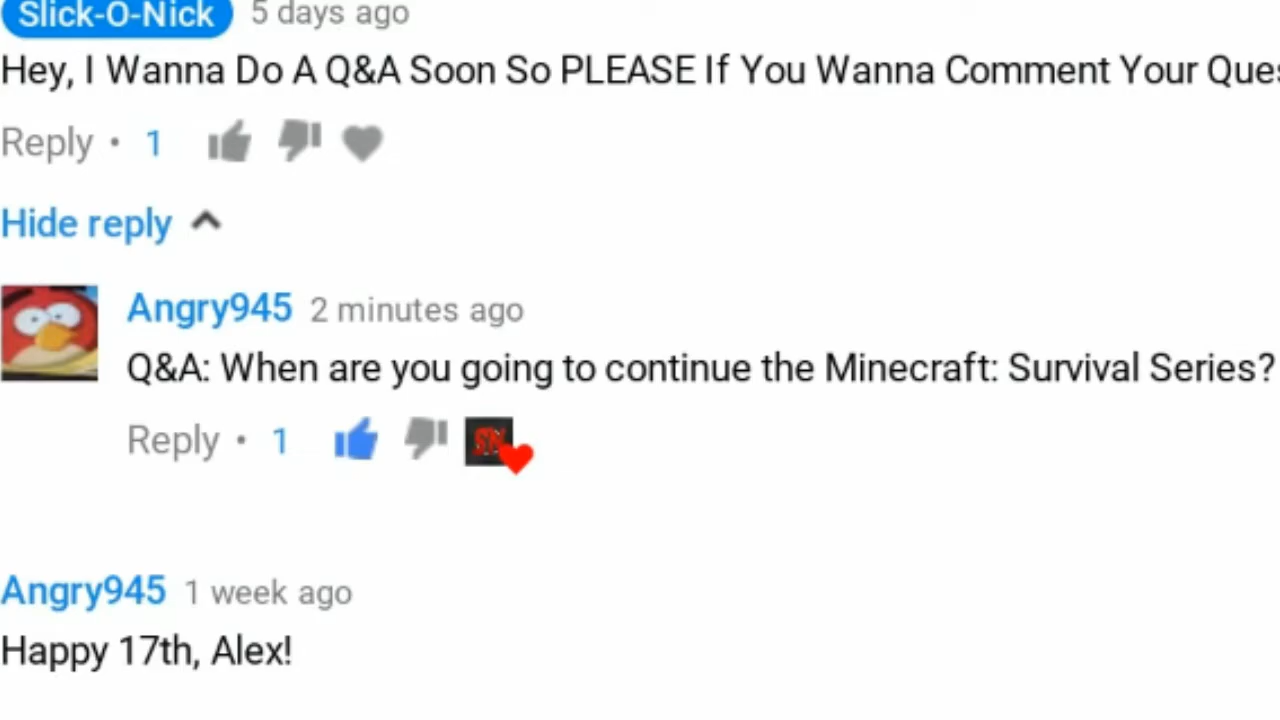 Slick-O-Nick 5 days ago
Hey, I Wanna Do A Q&A Soon So PLEASE If You Wanna Comment Your Ques
Reply • 1
Hide reply
Angry945 2 minutes ago
Q&A: When are you going to continue the Minecraft: Survival Series?
Reply • 1
SN
Angry945 1 week ago
Happy 17th, Alex!